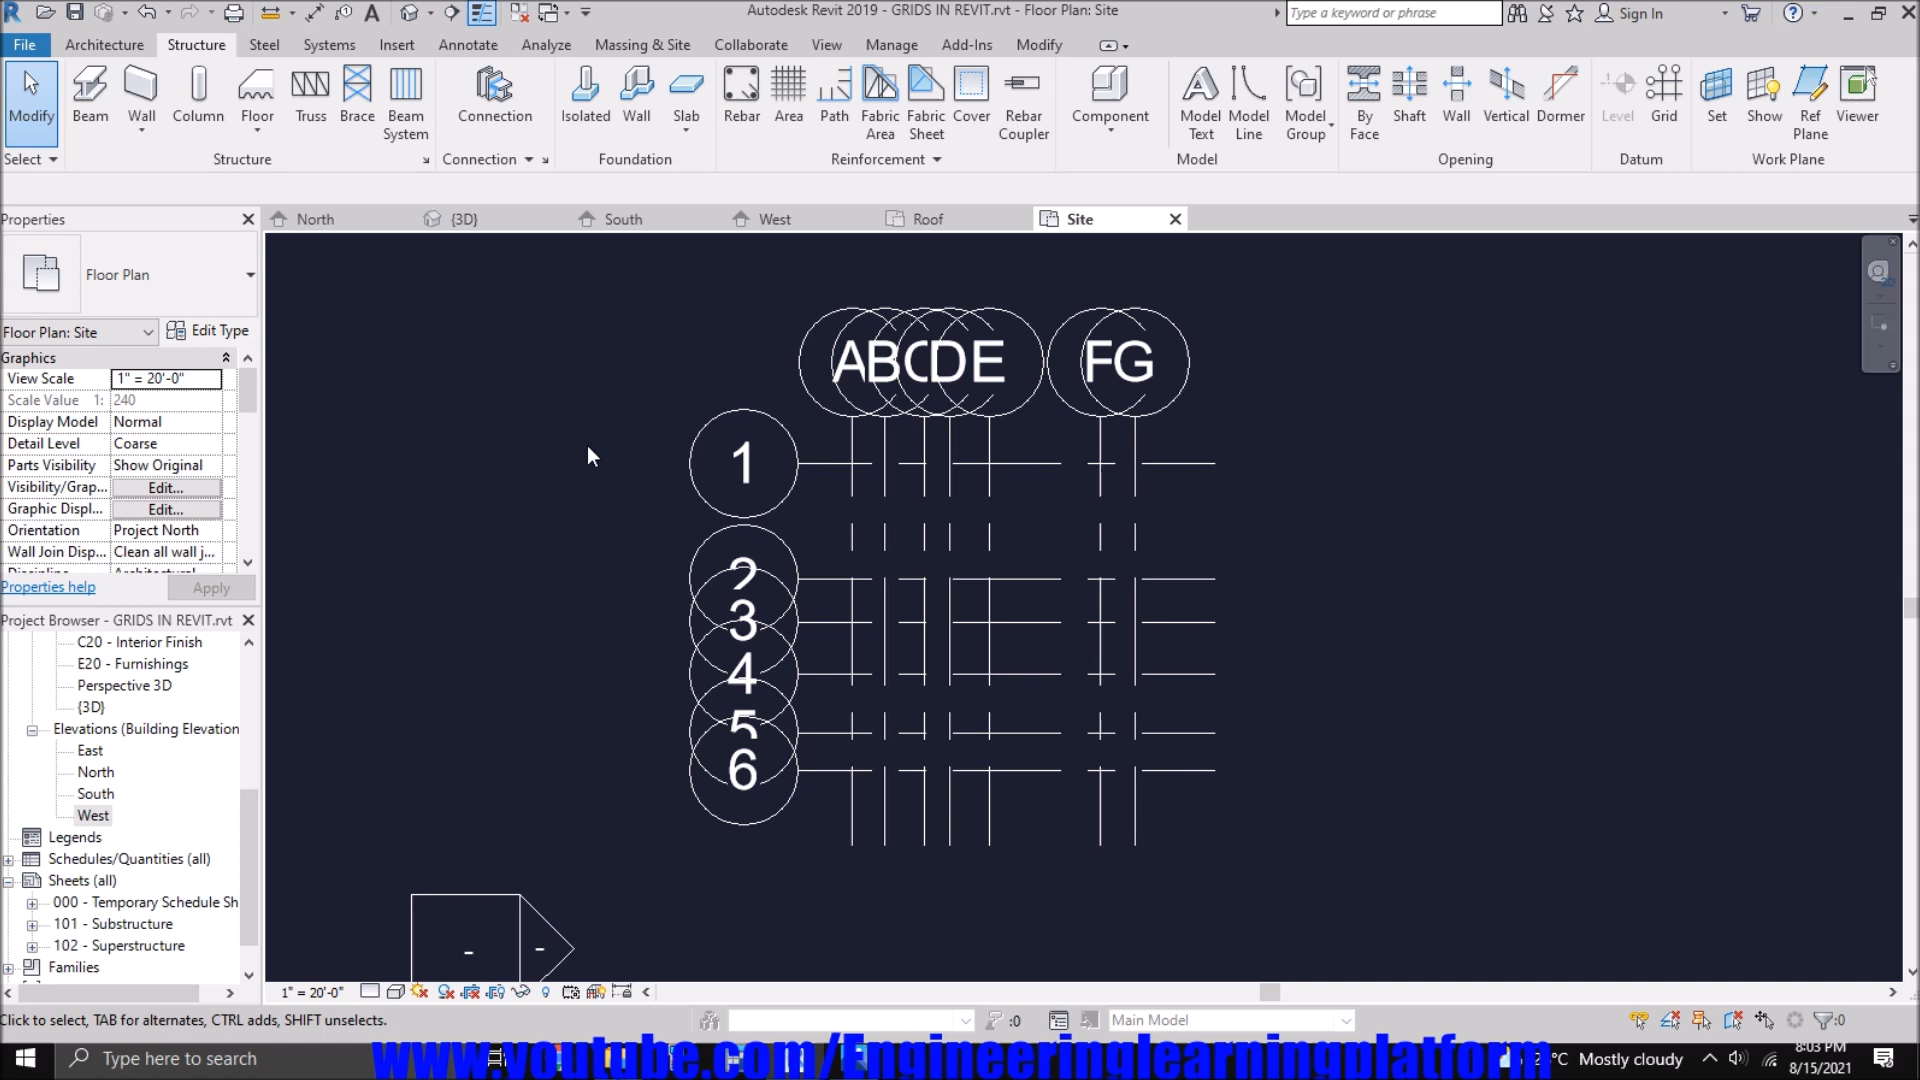 Autodesk Revit 2019 - GRIDS IN REVIT.rvt - Floor Plan: Site
Type a keyword or phrase
Sign In
File Architecture Structure Steel Systems Insert Annotate Analyze Massing & Site Collaborate View Manage Add-Ins Modify
Modify Beam Wall Column Floor Truss Brace Beam System Connection Isolated Wall Slab Rebar Area Path Fabric Area Fabric Sheet Cover Rebar Coupler Component Model Text Model Line Model Group By Face Shaft Wall Vertical Dormer Level Grid Set Show Ref Plane Viewer
Select Structure Connection Foundation Reinforcement Model Opening Datum Work Plane
Properties
North {3D} South West Roof Site
Floor Plan
Floor Plan: Site Edit Type
Graphics
View Scale 1" = 20'-0"
Scale Value 1: 240
Display Model Normal
Detail Level Coarse
Parts Visibility Show Original
Visibility/Grap... Edit...
Graphic Displ... Edit...
Orientation Project North
Wall Join Disp... Clean all wall j...
Properties help Apply
Project Browser - GRIDS IN REVIT.rvt
C20 - Interior Finish
E20 - Furnishings
Perspective 3D
{3D}
Elevations (Building Elevation
East
North
South
West
Legends
Schedules/Quantities (all)
Sheets (all)
000 - Temporary Schedule Sh
101 - Substructure
102 - Superstructure
Families
A B C D E F G
1
2
3
4
5
6
- -
1" = 20'-0"
Click to select, TAB for alternates, CTRL adds, SHIFT unselects.
:0
Main Model
:0
Type here to search
www.youtube.com/Engineeringlearningplatform
°C Mostly cloudy
8:03 PM
8/15/2021